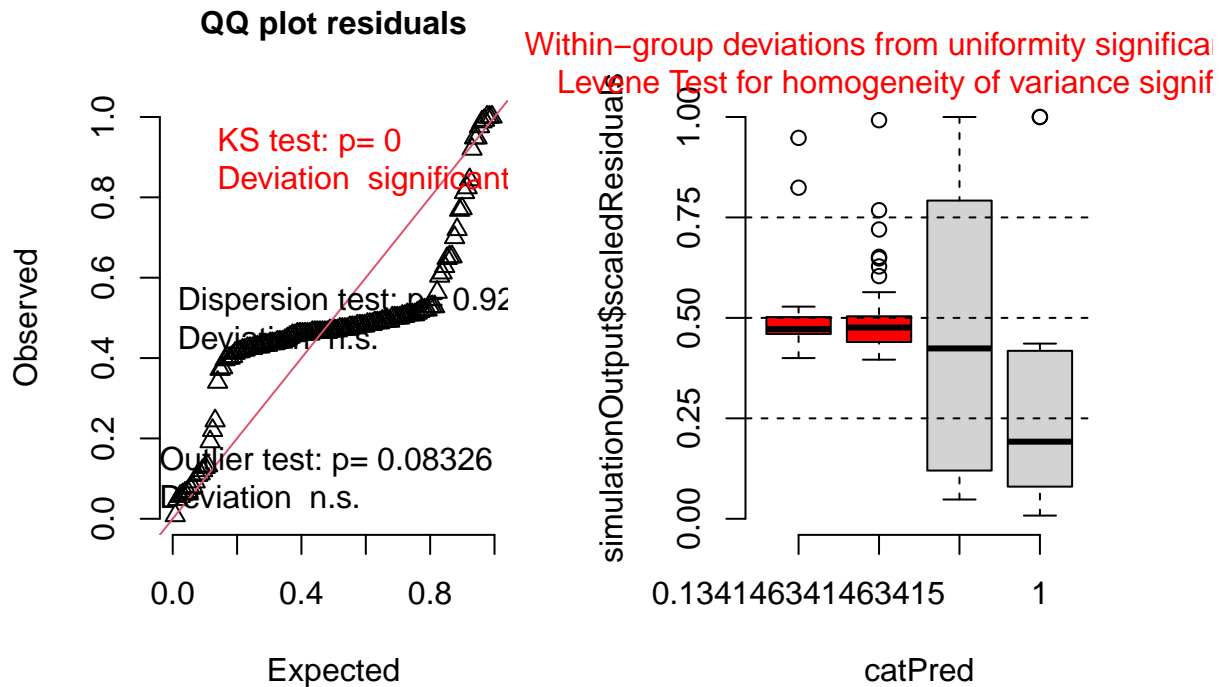 QQ plot residuals
KS test: p= 0
Deviation  significant
Dispersion test: p= 0.92
Deviation  n.s.
Outlier test: p= 0.08326
Deviation  n.s.
Observed
0.0 0.2 0.4 0.6 0.8 1.0
0.0 0.4 0.8
Expected
Within−group deviations from uniformity significa
Levene Test for homogeneity of variance signif
simulationOutput$scaledResiduals
0.00 0.25 0.50 0.75 1.00
0.134146341463415 1
catPred